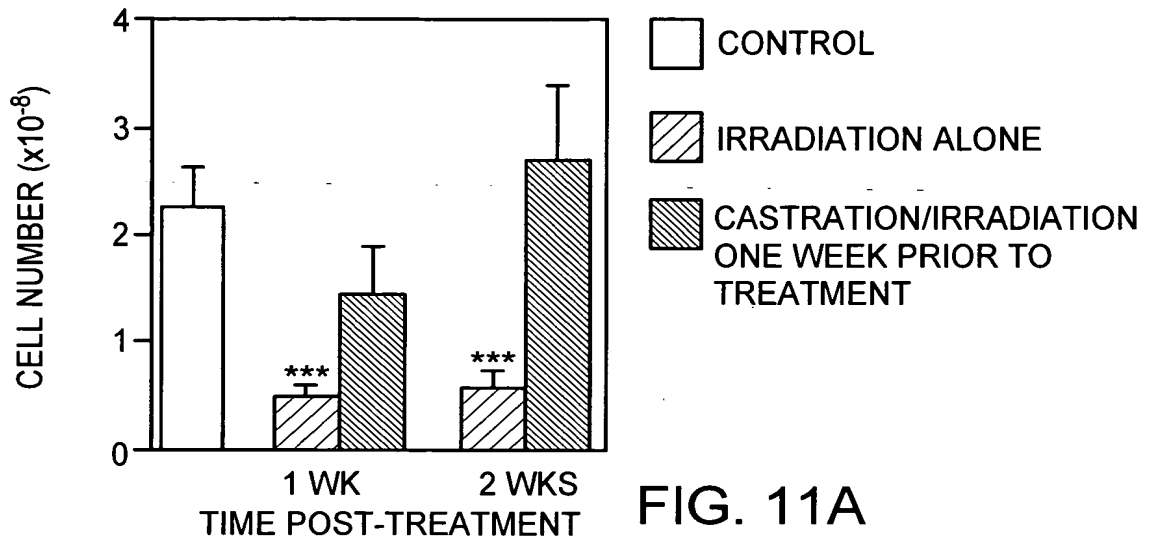 4
3
2
1
0
CELL NUMBER (x10⁻⁸)
***
***
1 WK
2 WKS
TIME POST-TREATMENT
CONTROL
IRRADIATION ALONE
CASTRATION/IRRADIATION
ONE WEEK PRIOR TO
TREATMENT
FIG. 11A